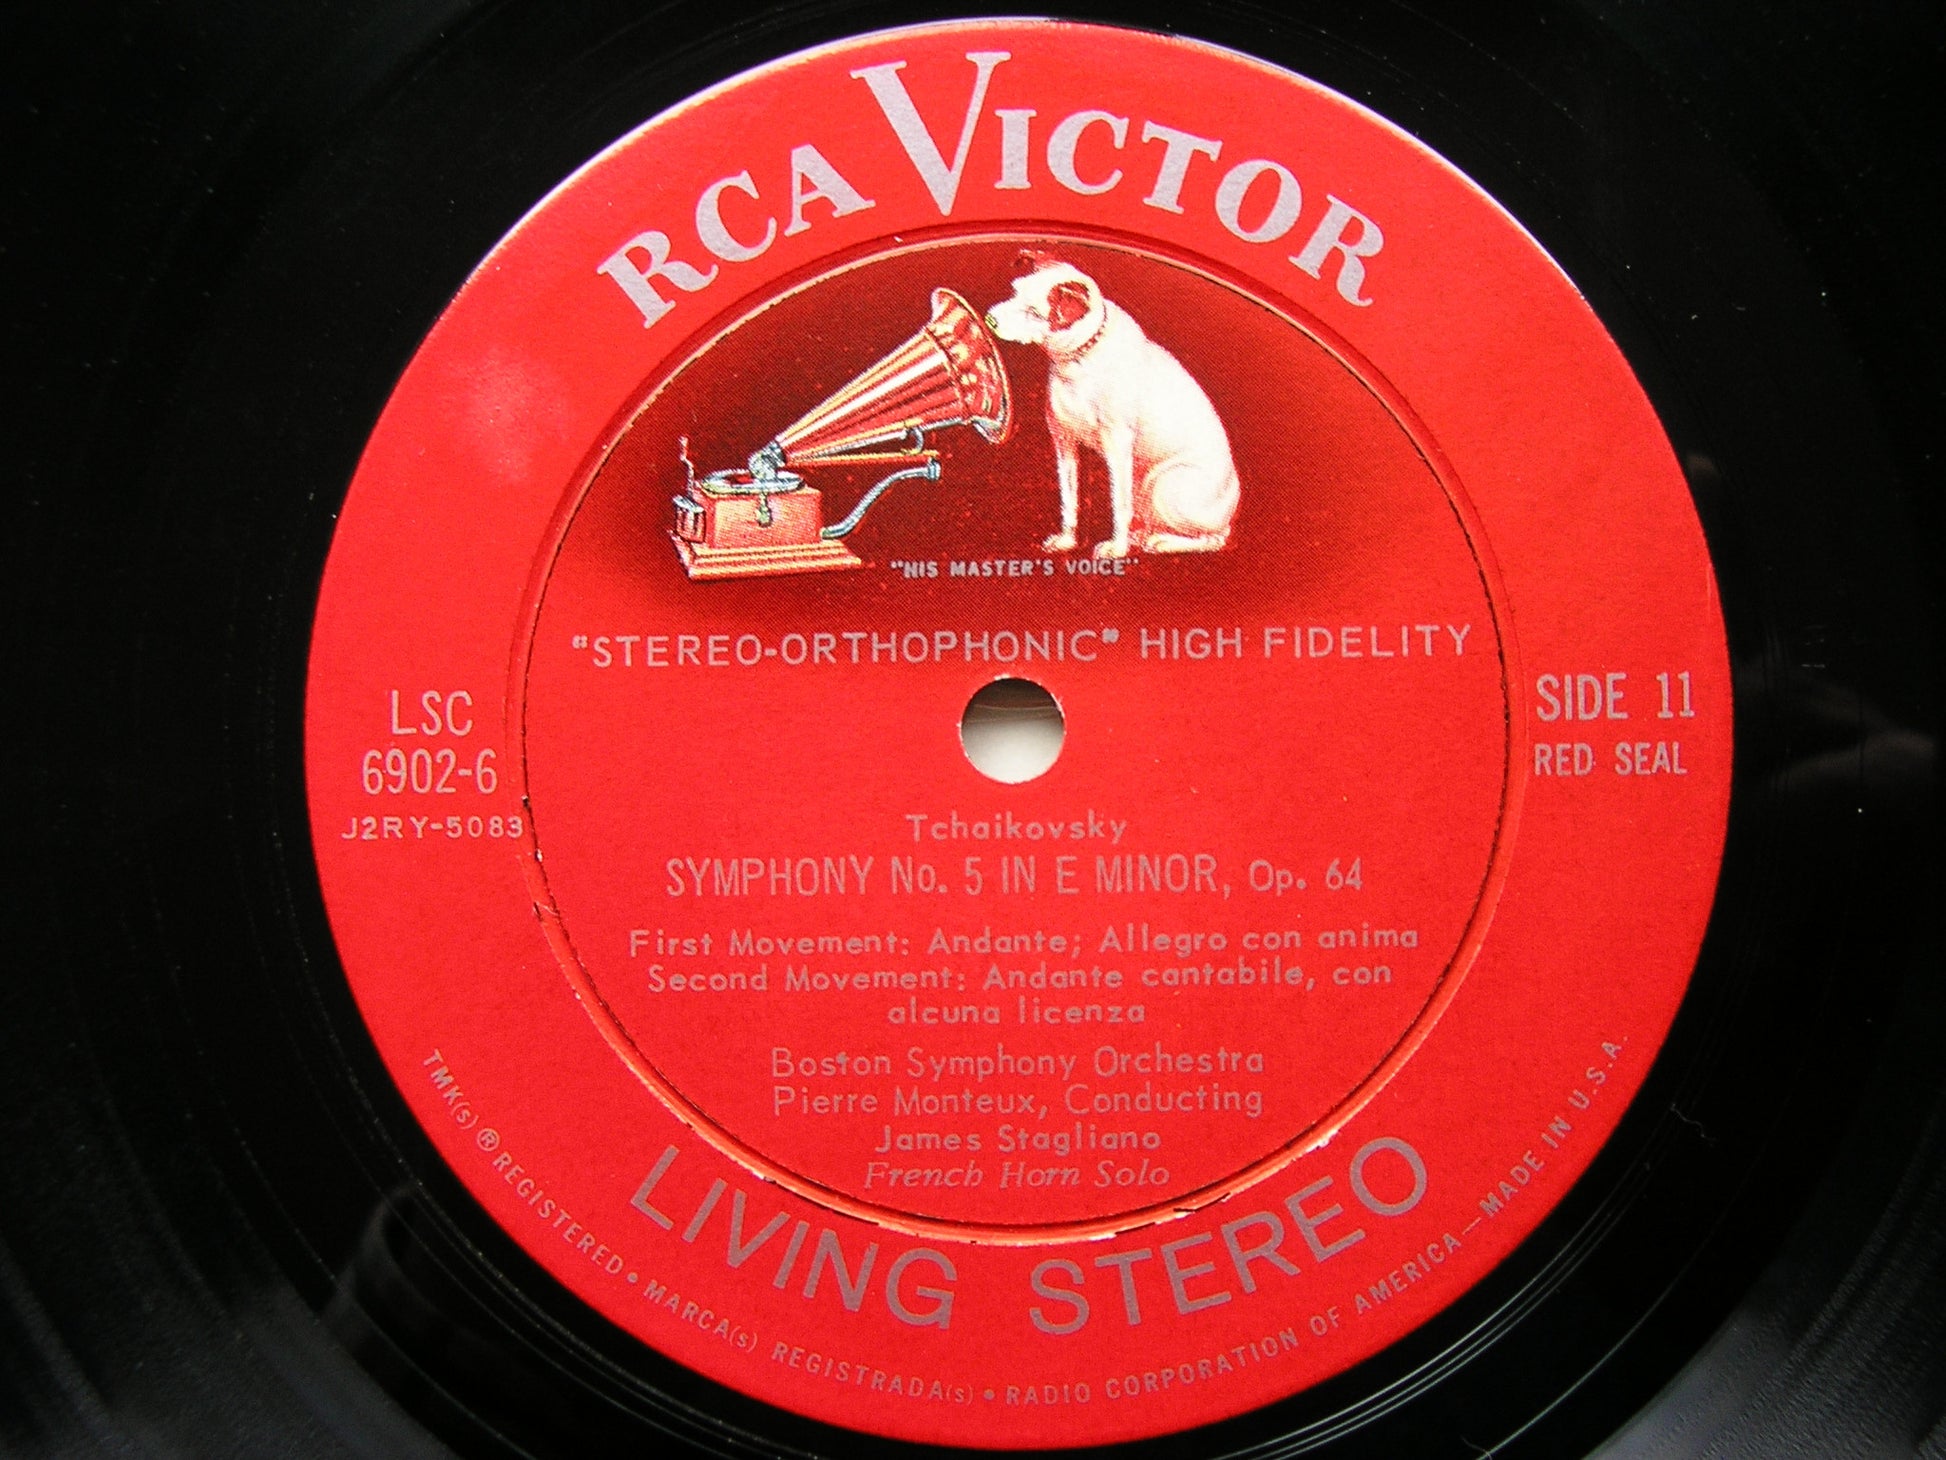 RCA VICTOR
"HIS MASTER'S VOICE"
"STEREO-ORTHOPHONIC" HIGH FIDELITY
LSC
6902-6
J2RY-5083
SIDE 11
RED SEAL
Tchaikovsky
SYMPHONY No. 5 IN E MINOR, Op. 64
First Movement: Andante; Allegro con anima
Second Movement: Andante cantabile, con
alcuna licenza
Boston Symphony Orchestra
Pierre Monteux, Conducting
James Stagliano
French Horn Solo
LIVING STEREO
TMK(s) ® REGISTERED • MARCA(s) REGISTRADA(s) • RADIO CORPORATION OF AMERICA—MADE IN U.S.A.